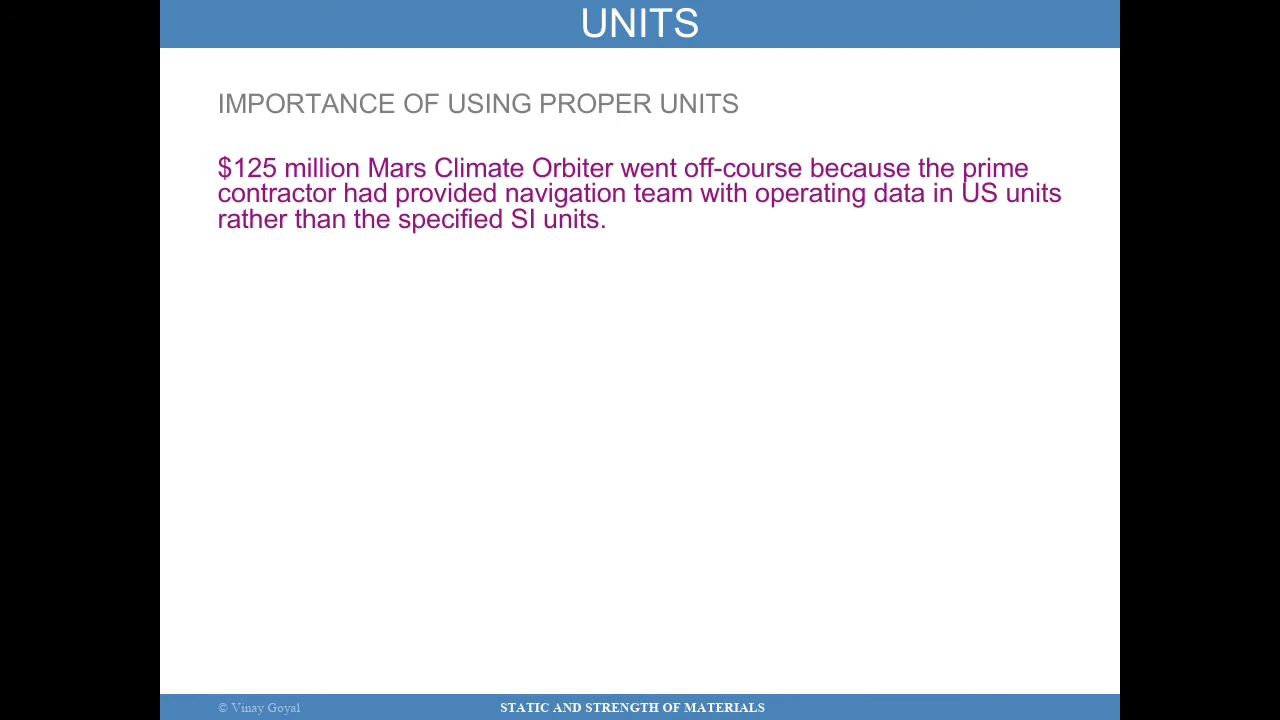 UNITS
IMPORTANCE OF USING PROPER UNITS
$125 million Mars Climate Orbiter went off-course because the prime
contractor had provided navigation team with operating data in US units
rather than the specified SI units.
© Vinay Goyal
STATIC AND STRENGTH OF MATERIALS